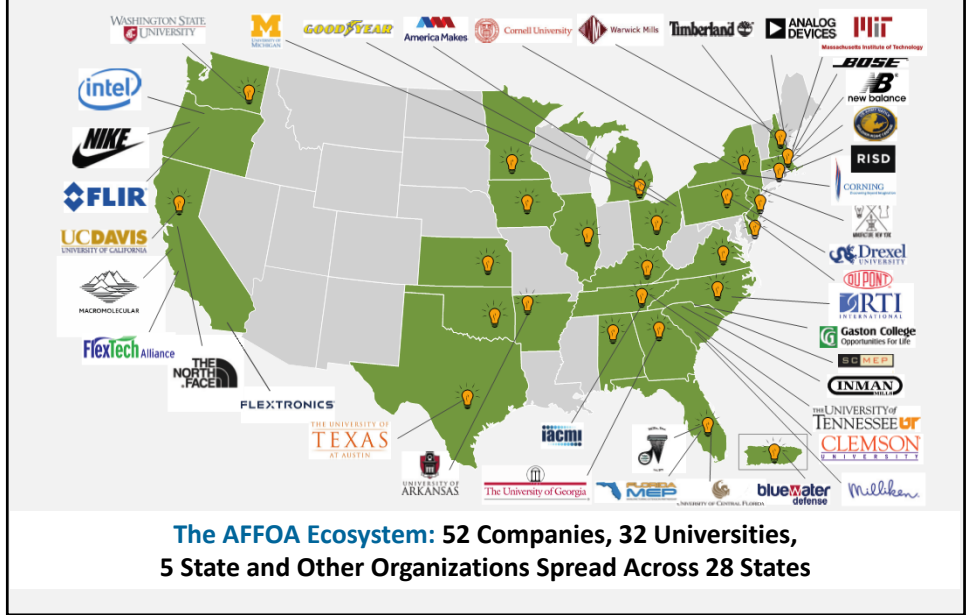 WASHINGTON STATE
UNIVERSITY
M
UNIVERSITY OF
MICHIGAN
GOODYEAR
America Makes
Cornell University
Warwick Mills
Timberland
ANALOG
DEVICES
MIT
Massachusetts Institute of Technology
BOSE
new balance
RISD
CORNING
Drexel
UNIVERSITY
DUPONT
RTI
INTERNATIONAL
Gaston College
Opportunities For Life
SCMEP
INMAN
MILLS
THE UNIVERSITY of
TENNESSEE UT
CLEMSON
UNIVERSITY
Milliken
bluewater
defense
UNIVERSITY OF CENTRAL FLORIDA
FLORIDA
MEP
The University of Georgia
iacmi
UNIVERSITY OF
ARKANSAS
THE UNIVERSITY OF
TEXAS
AT AUSTIN
FLEXTRONICS
THE
NORTH
FACE
FlexTech Alliance
MACROMOLECULAR
UCDAVIS
UNIVERSITY OF CALIFORNIA
FLIR
NIKE
intel
The AFFOA Ecosystem: 52 Companies, 32 Universities,
5 State and Other Organizations Spread Across 28 States